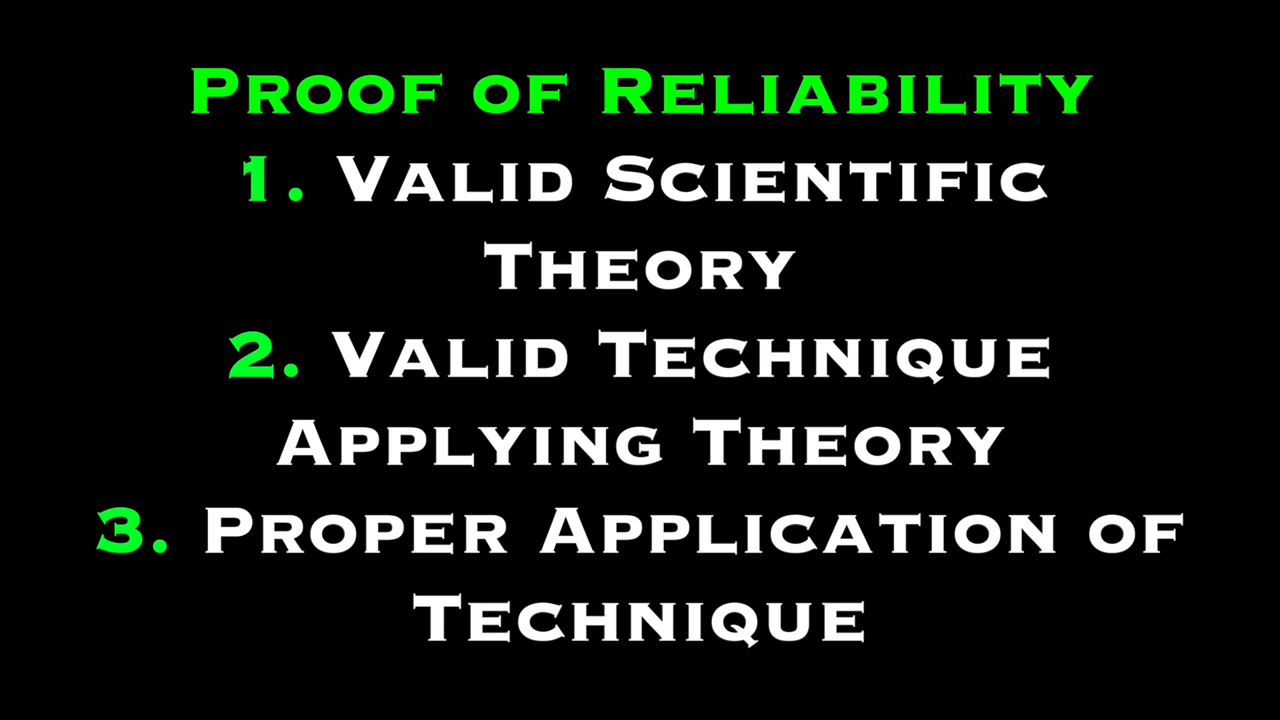 Proof of Reliability
1. Valid Scientific
Theory
2. Valid Technique
Applying Theory
3. Proper Application of
Technique